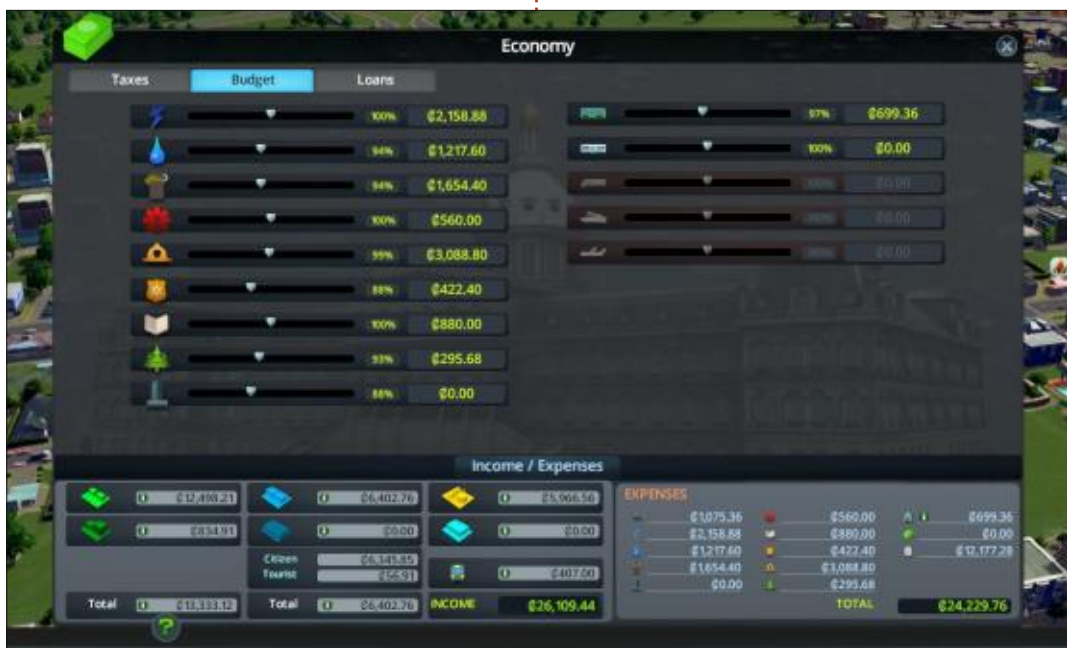 Economy
Taxes Budget Loans
100% ₡2,158.88 97% ₡699.36
94% ₡1,217.60 100% ₡0.00
94% ₡1,654.40 ₡0.00
100% ₡560.00 ₡0.00
99% ₡3,088.80 ₡0.00
88% ₡422.40
100% ₡880.00
93% ₡295.68
88% ₡0.00
Income / Expenses
₡12,498.21 ₡6,402.76 ₡5,966.56
₡834.91 ₡0.00 ₡0.00
Citizen ₡6,345.85
Tourist ₡56.91
₡407.00
Total ₡13,333.12 Total ₡6,402.76 INCOME ₡26,109.44
EXPENSES
₡1,075.36 ₡560.00 ₡699.36
₡2,158.88 ₡880.00 ₡0.00
₡1,217.60 ₡422.40 ₡12,177.28
₡1,654.40 ₡3,088.80
₡0.00 ₡295.68
TOTAL ₡24,229.76
?